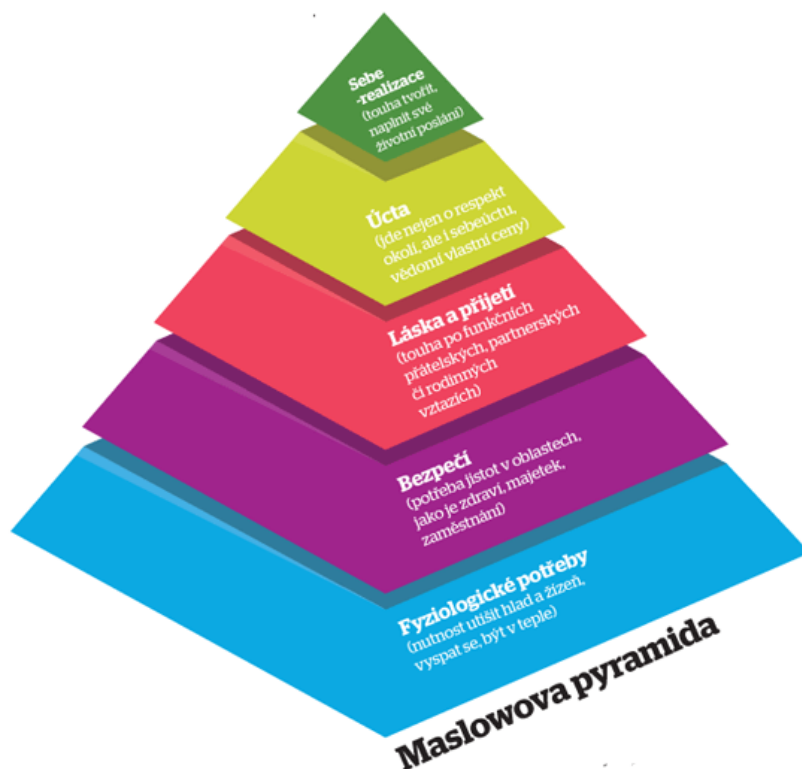 Sebe
-realizace
(touha tvořit,
naplnit své
životní poslání)
Úcta
(jde nejen o respekt
okolí, ale i sebeúctu,
vědomí vlastní ceny)
Láska a přijetí
(touha po funkčních
přátelských, partnerských
či rodinných
vztazích)
Bezpečí
(potřeba jistot v oblastech,
jako je zdraví, majetek,
zaměstnání)
Fyziologické potřeby
(nutnost utišit hlad a žízeň,
vyspat se, být v teple)
Maslowova pyramida